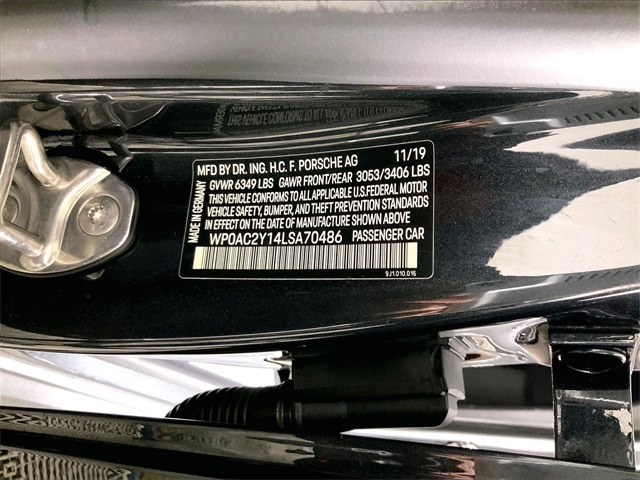 MADE IN GERMANY
MFD BY DR. ING. H.C. F. PORSCHE AG 11/19
GVWR 6349 LBS GAWR FRONT/REAR 3053/3406 LBS
THIS VEHICLE CONFORMS TO ALL APPLICABLE U.S.FEDERAL MOTOR
VEHICLE SAFETY, BUMPER, AND THEFT PREVENTION STANDARDS
IN EFFECT ON THE DATE OF MANUFACTURE SHOWN ABOVE
WP0AC2Y14LSA70486 PASSENGER CAR
9J1.010.016